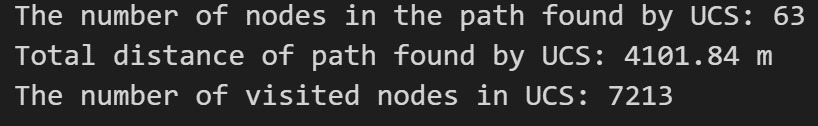 The number of nodes in the path found by UCS: 63
Total distance of path found by UCS: 4101.84 m
The number of visited nodes in UCS: 7213